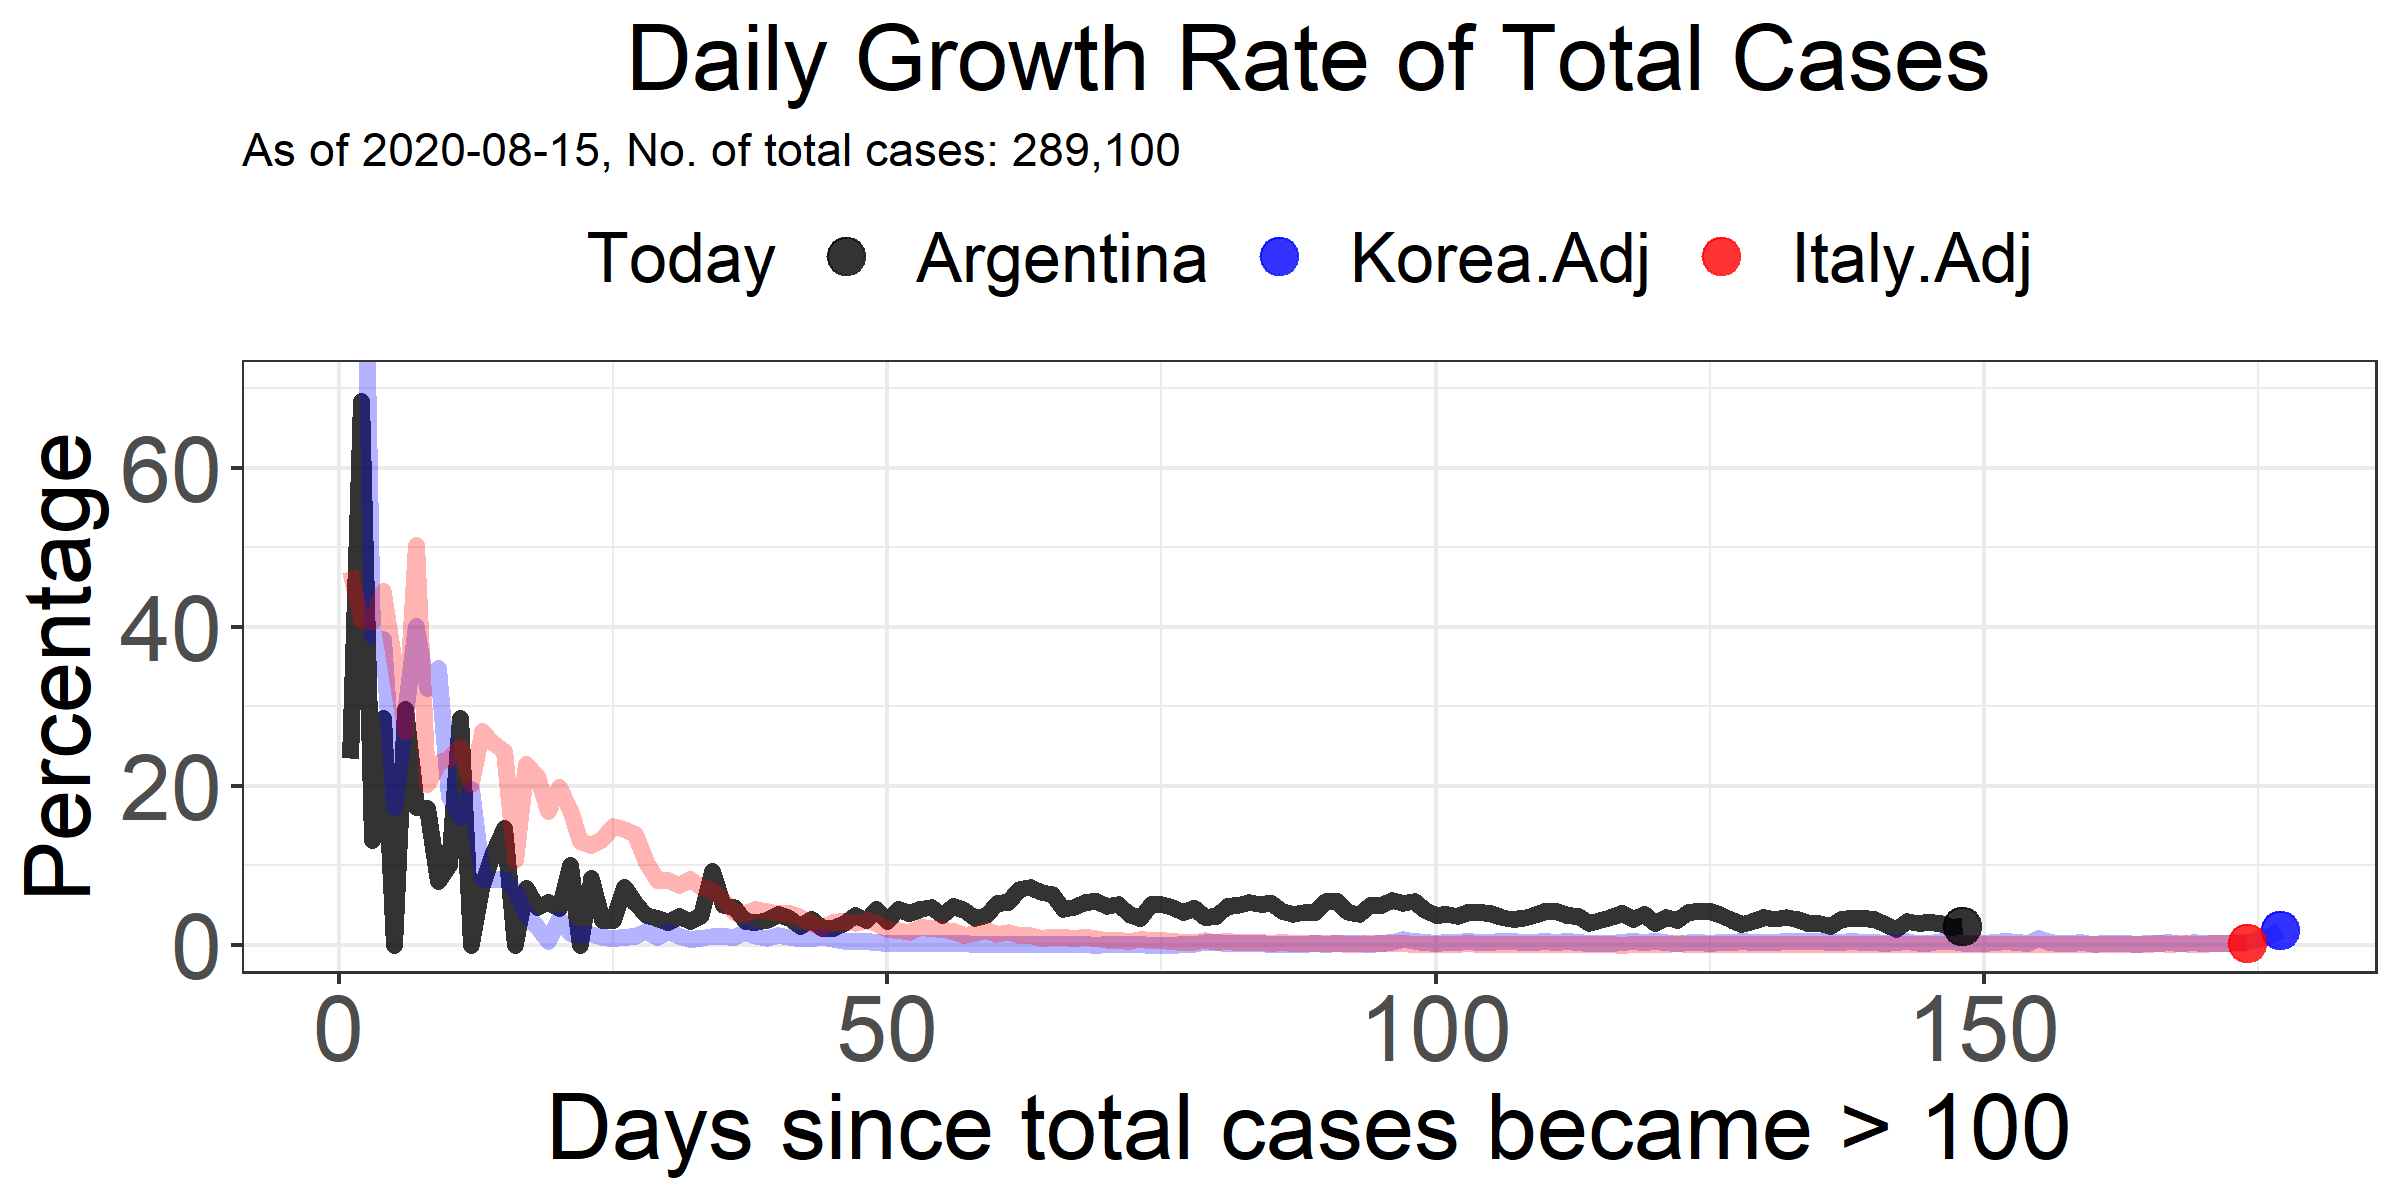 Daily Growth Rate of Total Cases
As of 2020-08-15, No. of total cases: 289,100
Today Argentina Korea.Adj Italy.Adj
Percentage
60
40
20
0
0 50 100 150
Days since total cases became > 100